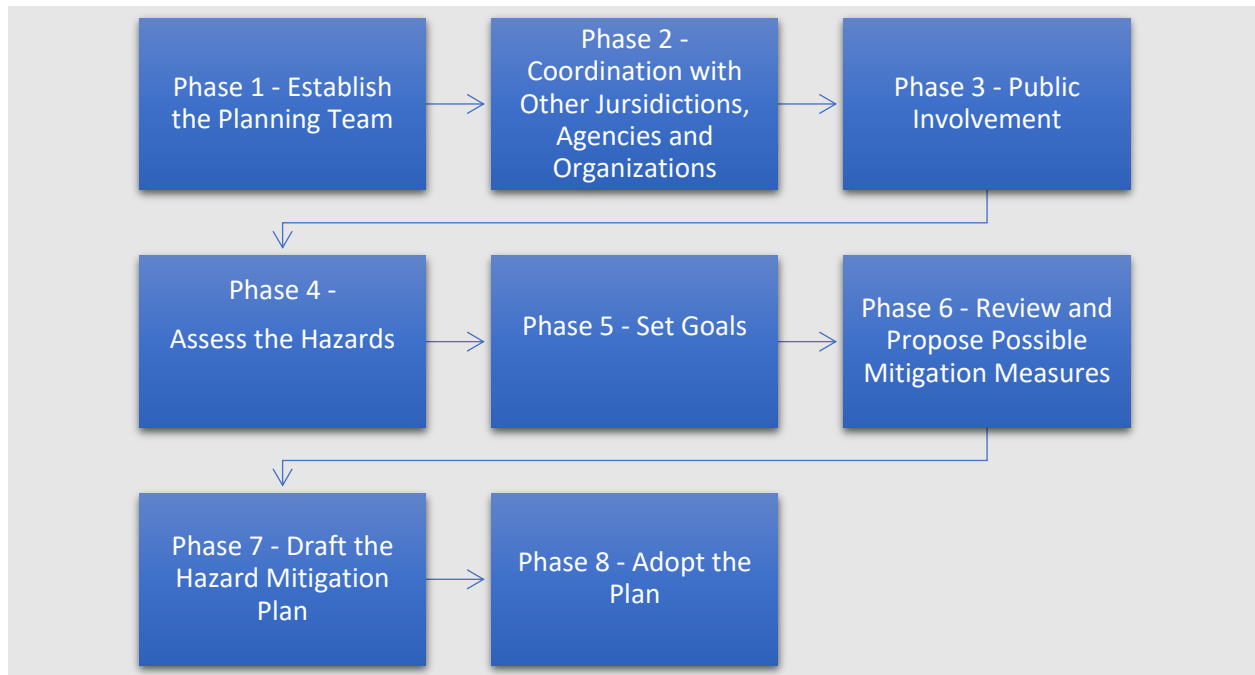 Phase 1 - Establish
the Planning Team
Phase 2 -
Coordination with
Other Jursidictions,
Agencies and
Organizations
Phase 3 - Public
Involvement
Phase 4 -
Assess the Hazards
Phase 5 - Set Goals
Phase 6 - Review and
Propose Possible
Mitigation Measures
Phase 7 - Draft the
Hazard Mitigation
Plan
Phase 8 - Adopt the
Plan